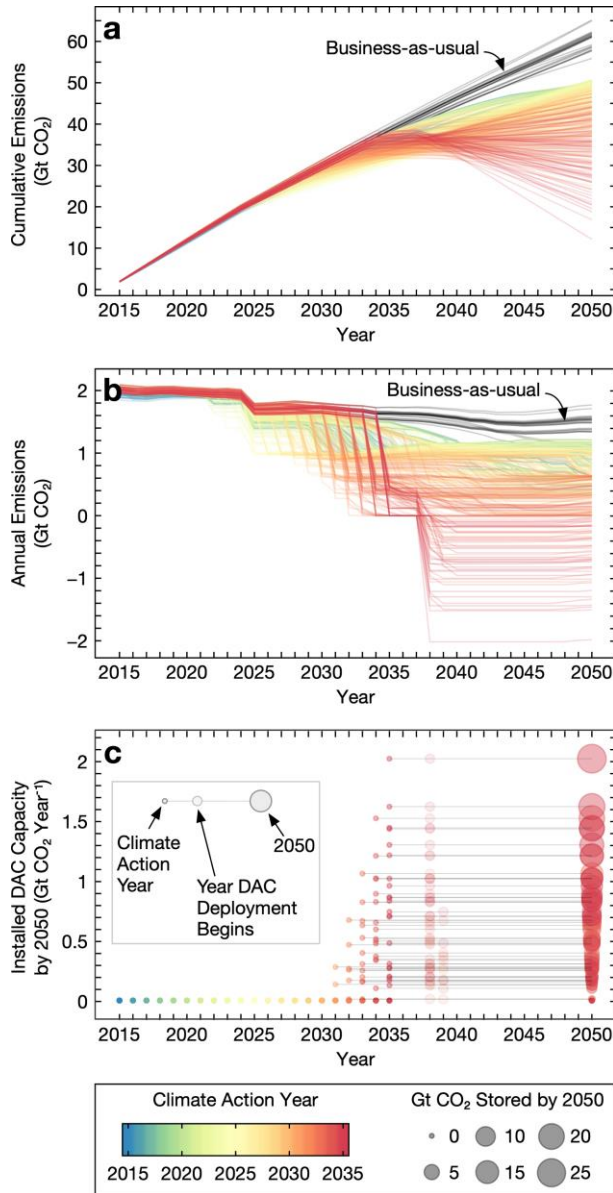 a
Business-as-usual
Cumulative Emissions
(Gt CO₂)
60
50
40
30
20
10
0
2015 2020 2025 2030 2035 2040 2045 2050
Year
b
Business-as-usual
Annual Emissions
(Gt CO₂)
2
1
0
−1
−2
2015 2020 2025 2030 2035 2040 2045 2050
Year
c
Installed DAC Capacity
by 2050 (Gt CO₂ Year⁻¹)
2
1.5
1
0.5
0
Climate
Action
Year
Year DAC
Deployment
Begins
2050
2015 2020 2025 2030 2035 2040 2045 2050
Year
Climate Action Year
2015 2020 2025 2030 2035
Gt CO₂ Stored by 2050
0 10 20
5 15 25